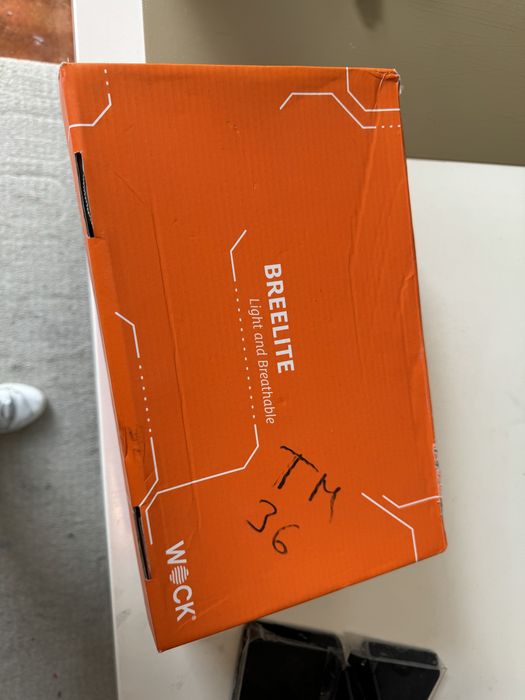 BREELITE
Light and Breathable
TM
36
WOCK®